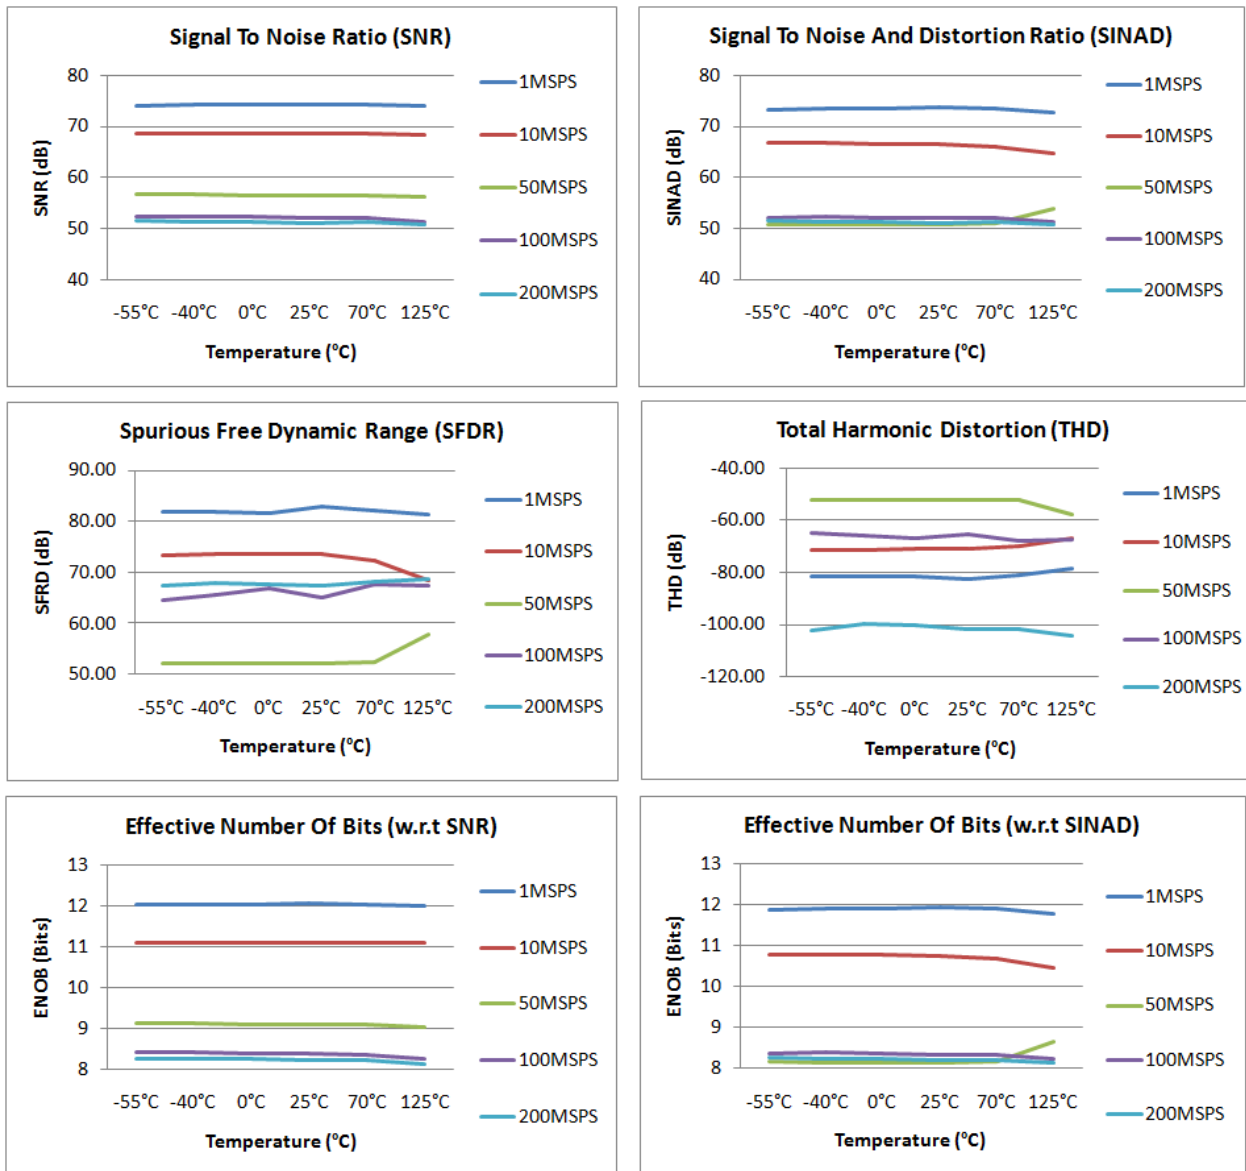 Signal To Noise Ratio (SNR)
80
70
60
50
40
SNR (dB)
-55°C -40°C 0°C 25°C 70°C 125°C
Temperature (°C)
1MSPS
10MSPS
50MSPS
100MSPS
200MSPS
Signal To Noise And Distortion Ratio (SINAD)
80
70
60
50
40
SINAD (dB)
-55°C -40°C 0°C 25°C 70°C 125°C
Temperature (°C)
1MSPS
10MSPS
50MSPS
100MSPS
200MSPS
Spurious Free Dynamic Range (SFDR)
90.00
80.00
70.00
60.00
50.00
SFRD (dB)
-55°C -40°C 0°C 25°C 70°C 125°C
Temperature (°C)
1MSPS
10MSPS
50MSPS
100MSPS
200MSPS
Total Harmonic Distortion (THD)
-40.00
-60.00
-80.00
-100.00
-120.00
THD (dB)
-55°C -40°C 0°C 25°C 70°C 125°C
Temperature (°C)
1MSPS
10MSPS
50MSPS
100MSPS
200MSPS
Effective Number Of Bits (w.r.t SNR)
13
12
11
10
9
8
ENOB (Bits)
-55°C -40°C 0°C 25°C 70°C 125°C
Temperature (°C)
1MSPS
10MSPS
50MSPS
100MSPS
200MSPS
Effective Number Of Bits (w.r.t SINAD)
13
12
11
10
9
8
ENOB (Bits)
-55°C -40°C 0°C 25°C 70°C 125°C
Temperature (°C)
1MSPS
10MSPS
50MSPS
100MSPS
200MSPS